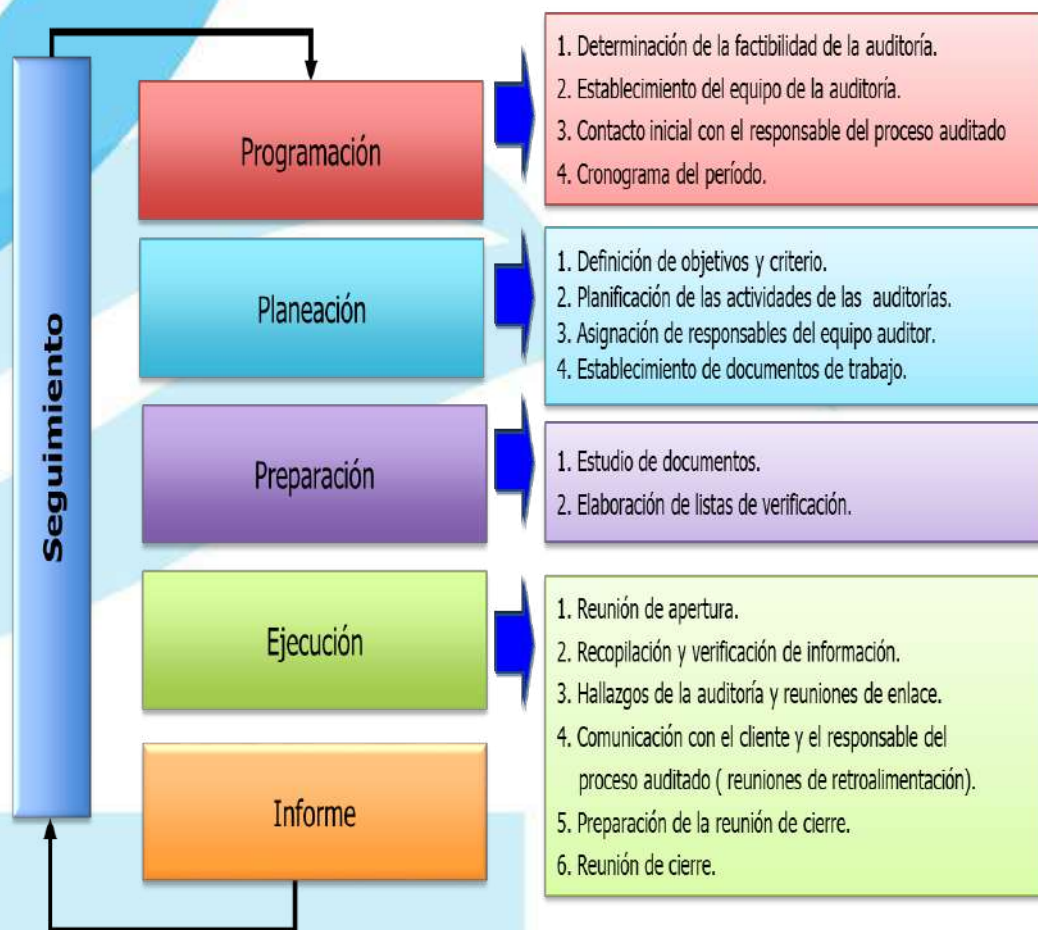 Seguimiento
Programación
1. Determinación de la factibilidad de la auditoría.
2. Establecimiento del equipo de la auditoría.
3. Contacto inicial con el responsable del proceso auditado
4. Cronograma del período.
Planeación
1. Definición de objetivos y criterio.
2. Planificación de las actividades de las auditorías.
3. Asignación de responsables del equipo auditor.
4. Establecimiento de documentos de trabajo.
Preparación
1. Estudio de documentos.
2. Elaboración de listas de verificación.
Ejecución
1. Reunión de apertura.
2. Recopilación y verificación de información.
3. Hallazgos de la auditoría y reuniones de enlace.
4. Comunicación con el cliente y el responsable del
proceso auditado ( reuniones de retroalimentación).
5. Preparación de la reunión de cierre.
6. Reunión de cierre.
Informe